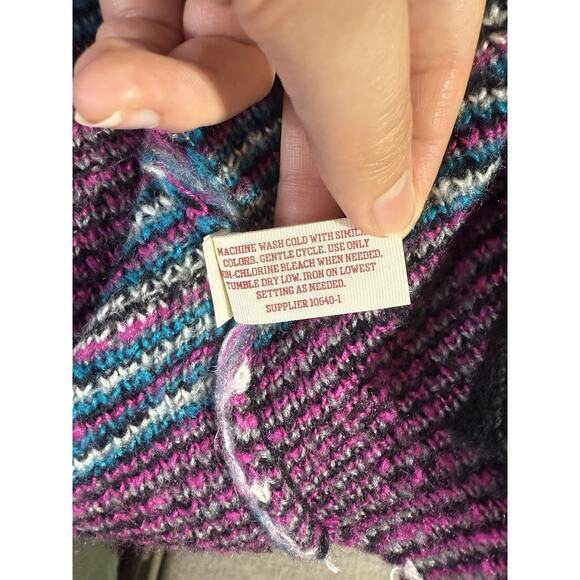 MACHINE WASH COLD WITH
COLORS. GENTLE CYCLE. USE ONLY
-CHLORINE BLEACH WHEN NEEDED.
TUMBLE DRY LOW. IRON ON LOWEST
SETTING AS NEEDED.
SUPPLIER 10640-1